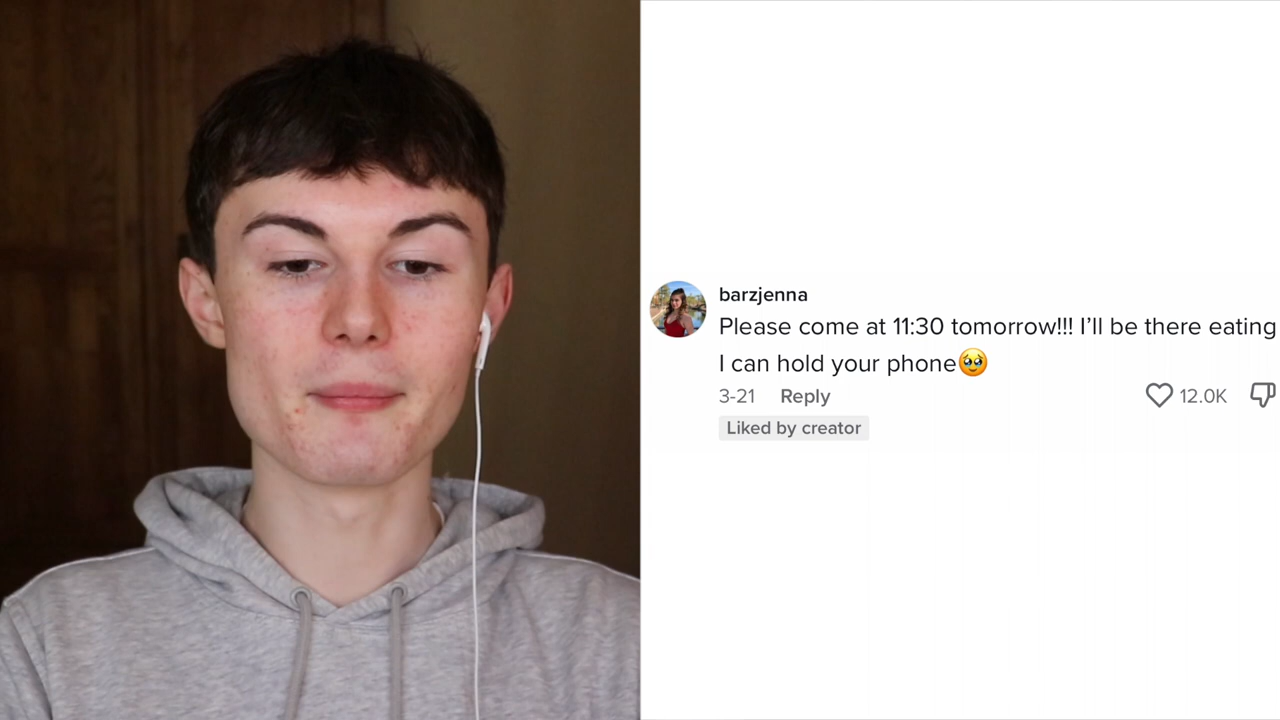 barzjenna
Please come at 11:30 tomorrow!!! I’ll be there eating
I can hold your phone🥹
3-21 Reply 12.0K
Liked by creator